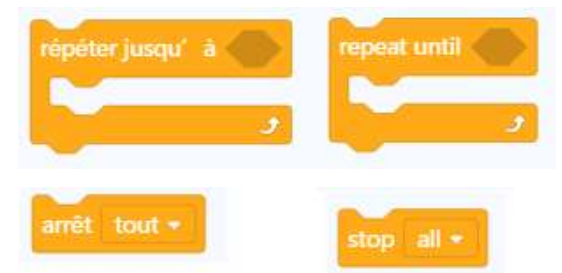 répéter jusqu' à
repeat until
arrêt tout
stop all